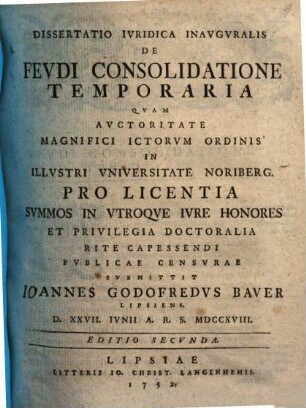 DISSERTATIO IVRIDICA INAVGVRALIS
DE
FEVDI CONSOLIDATIONE
TEMPORARIA
QVAM
AVCTORITATE
MAGNIFICI ICTORVM ORDINIS
IN
ILLVSTRI VNIVERSITATE NORIBERG.
PRO LICENTIA
SVMMOS IN VTROQVE IVRE HONORES
ET PRIVILEGIA DOCTORALIA
RITE CAPESSENDI
PVBLICAE CENSVRAE
SVBMITTIT
IOANNES GODOFREDVS BAVER
LIPSIENS.
D. XXVII. IVNII A. R. S. MDCCXVIII.
EDITIO SECVNDA.
LIPSIAE
LITTERIS IO. CHRIST. LANGENHEMII.
1752.